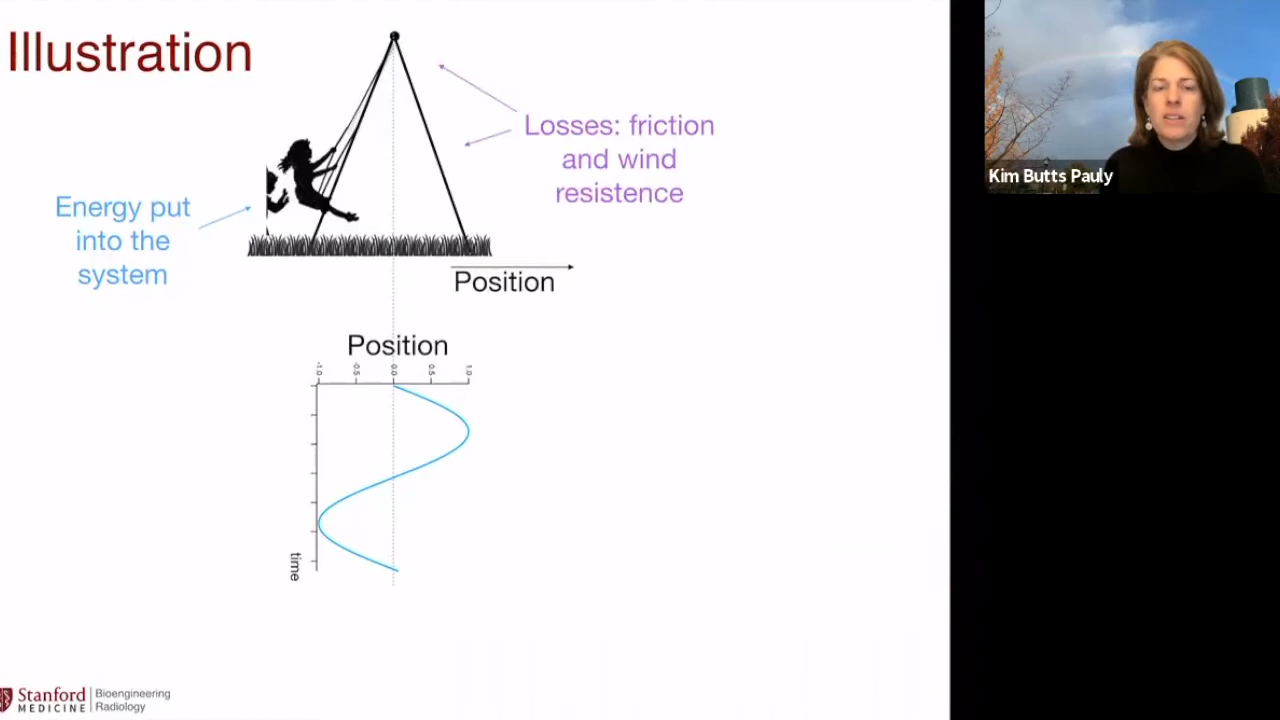 Illustration
Losses: friction
and wind
resistence
Energy put
into the
system
Position
Position
-1.0 -0.5 0.0 0.5 1.0
time
Stanford
MEDICINE
Bioengineering
Radiology
Kim Butts Pauly